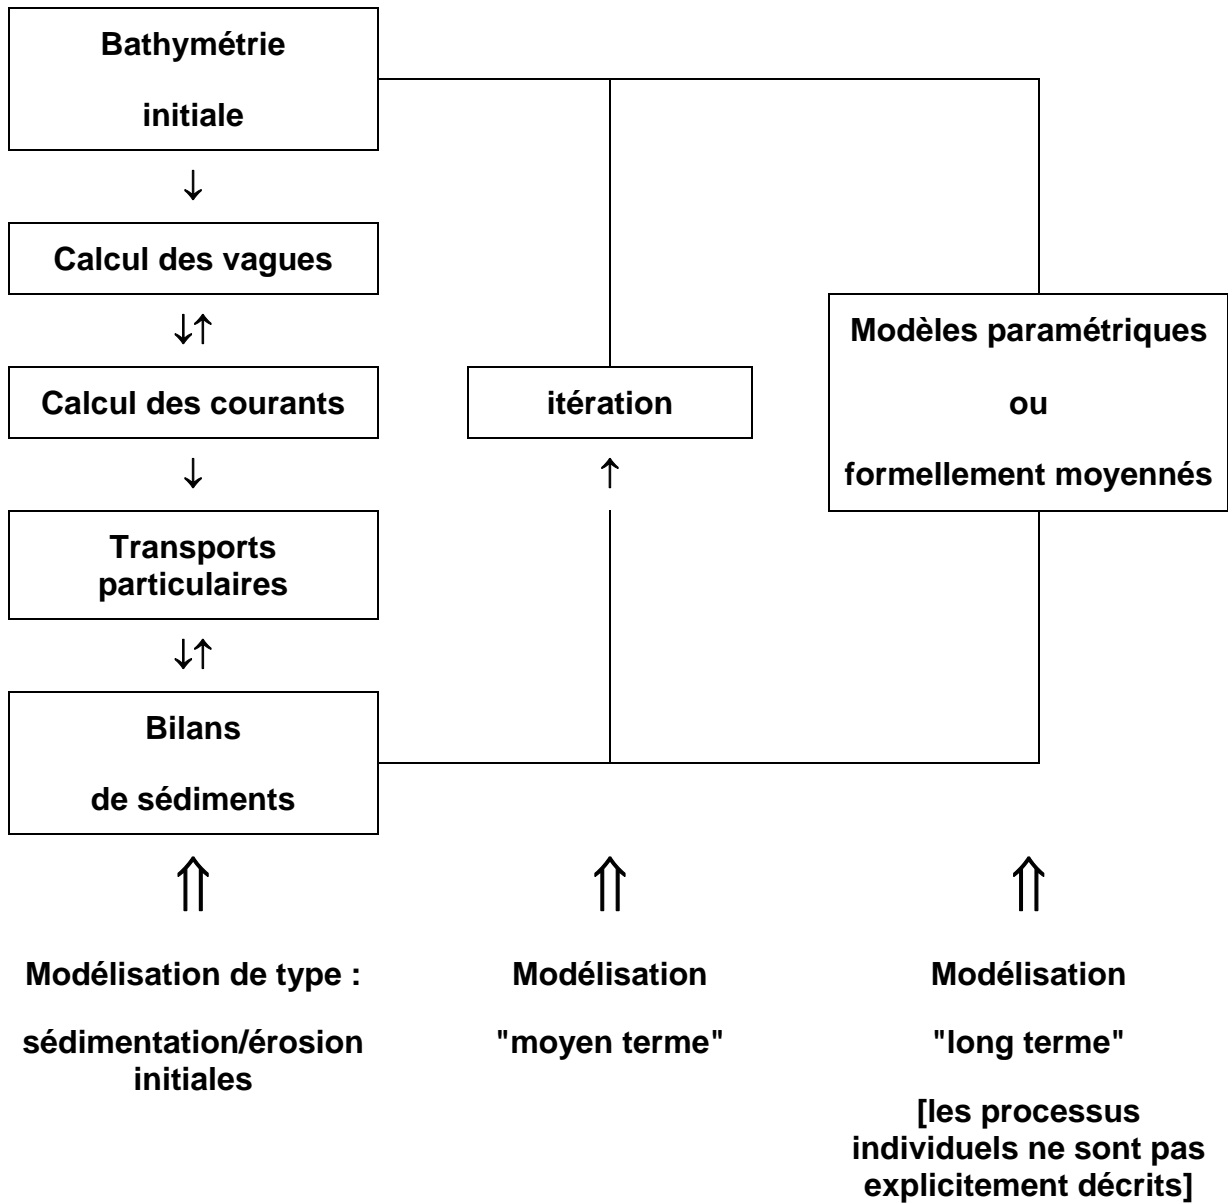 Bathymétrie
initiale
↓
Calcul des vagues
↓↑
Calcul des courants
↓
Transports
particulaires
↓↑
Bilans
de sédiments
⇑
Modélisation de type :
sédimentation/érosion
initiales
itération
↑
⇑
Modélisation
"moyen terme"
Modèles paramétriques
ou
formellement moyennés
⇑
Modélisation
"long terme"
[les processus
individuels ne sont pas
explicitement décrits]